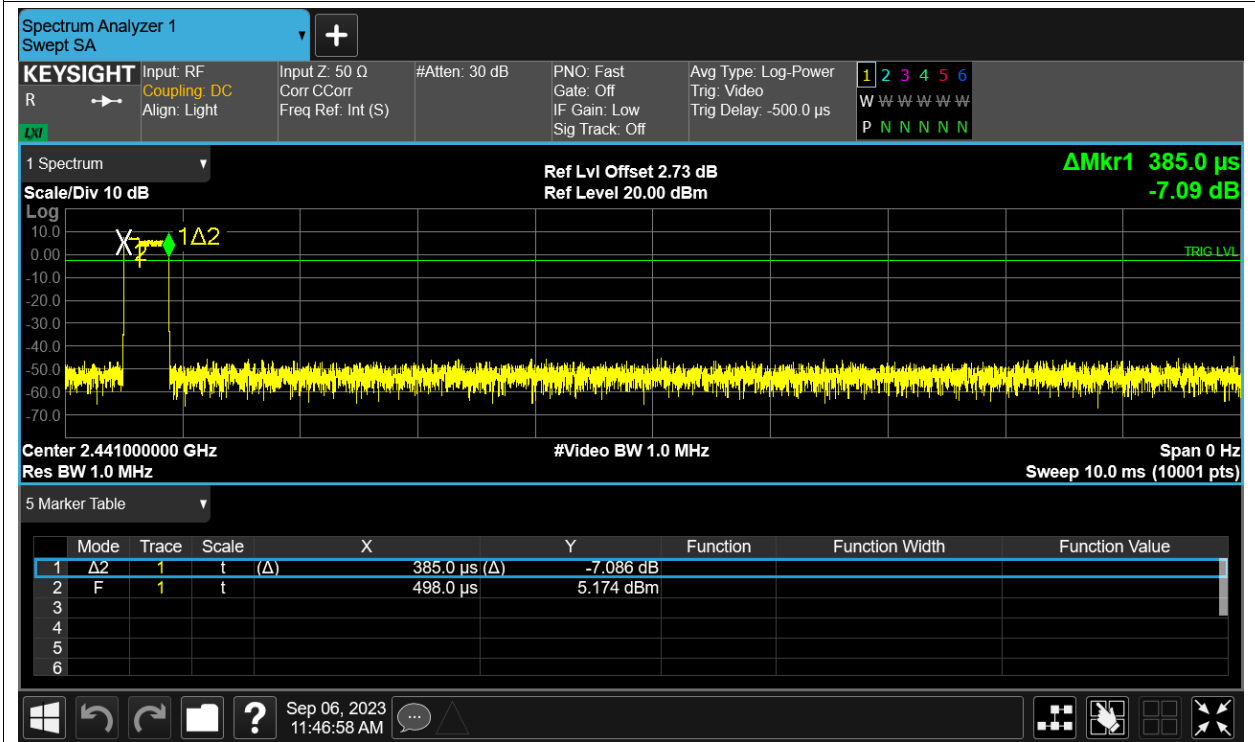 Spectrum Analyzer 1
Swept SA
+
KEYSIGHT
R
LXI
Input: RF
Coupling: DC
Align: Light
Input Z: 50 Ω
Corr CCorr
Freq Ref: Int (S)
#Atten: 30 dB
PNO: Fast
Gate: Off
IF Gain: Low
Sig Track: Off
Avg Type: Log-Power
Trig: Video
Trig Delay: -500.0 µs
1 2 3 4 5 6
W W W W W W
P N N N N N
1 Spectrum
Scale/Div 10 dB
Ref Lvl Offset 2.73 dB
Ref Level 20.00 dBm
ΔMkr1 385.0 µs
-7.09 dB
Log
10.0
0.00
-10.0
-20.0
-30.0
-40.0
-50.0
-60.0
-70.0
X
2
1Δ2
TRIG LVL
Center 2.441000000 GHz
#Video BW 1.0 MHz
Span 0 Hz
Res BW 1.0 MHz
Sweep 10.0 ms (10001 pts)
5 Marker Table
Mode Trace Scale X Y Function Function Width Function Value
1 Δ2 1 t (Δ) 385.0 µs (Δ) -7.086 dB
2 F 1 t 498.0 µs 5.174 dBm
3
4
5
6
?
Sep 06, 2023
11:46:58 AM